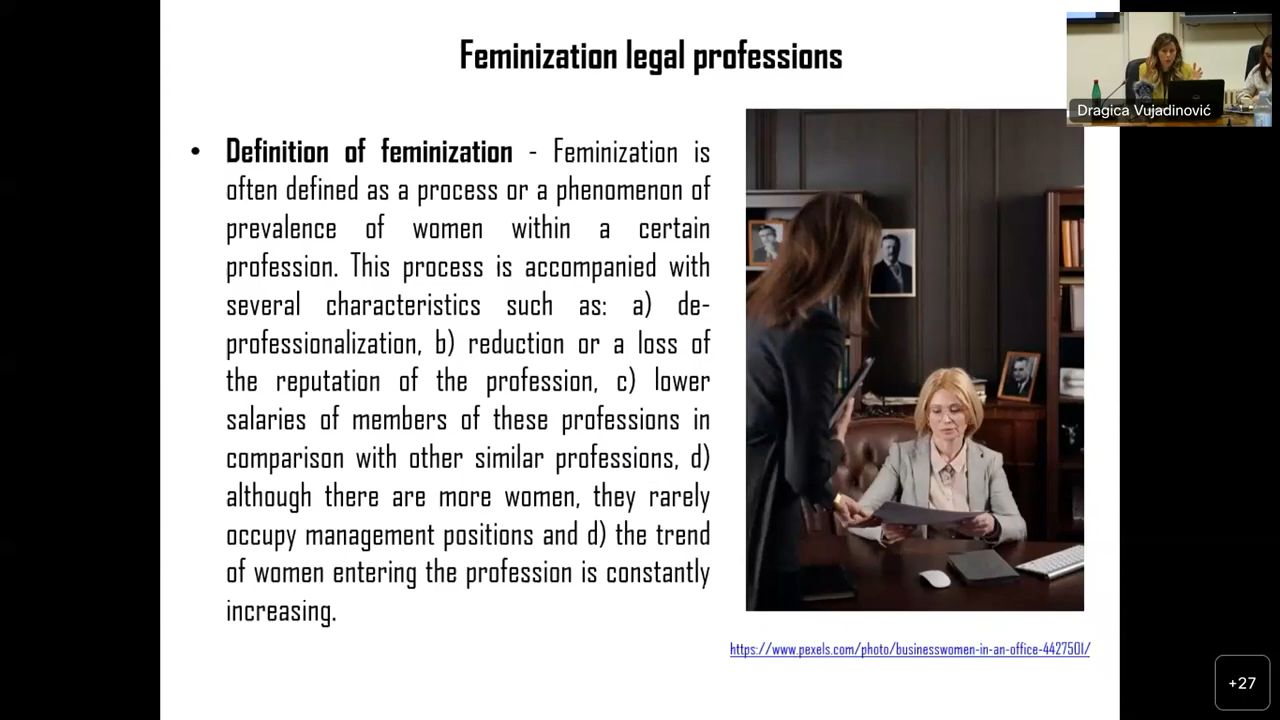 Feminization legal professions
Dragica Vujadinović
• Definition of feminization - Feminization is
often defined as a process or a phenomenon of
prevalence of women within a certain
profession. This process is accompanied with
several characteristics such as: a) de-
professionalization, b) reduction or a loss of
the reputation of the profession, c) lower
salaries of members of these professions in
comparison with other similar professions, d)
although there are more women, they rarely
occupy management positions and d) the trend
of women entering the profession is constantly
increasing.
https://www.pexels.com/photo/businesswomen-in-an-office-4427501/
+27